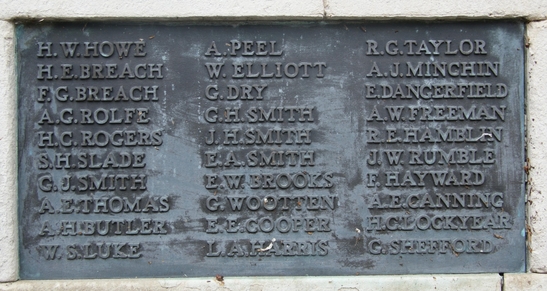 H. W. HOWE
H. E. BREACH
F. G. BREACH
A. G. ROLFE
H. C. ROGERS
S. H. SLADE
G. J. SMITH
A. E. THOMAS
A. H. BUTLER
W. S. LUKE
A. PEEL
W. ELLIOTT
G. DRY
G. H. SMITH
J. H. SMITH
E. A. SMITH
E. W. BROOKS
G. WOOTTEN
E. E. COOPER
L. A. HARRIS
R. G. TAYLOR
A. J. MINCHIN
E. DANGERFIELD
A. W. FREEMAN
R. E. HAMBLIN
J. W. RUMBLE
F. HAYWARD
A. E. CANNING
H. C. LOCKYEAR
G. SHEFFORD